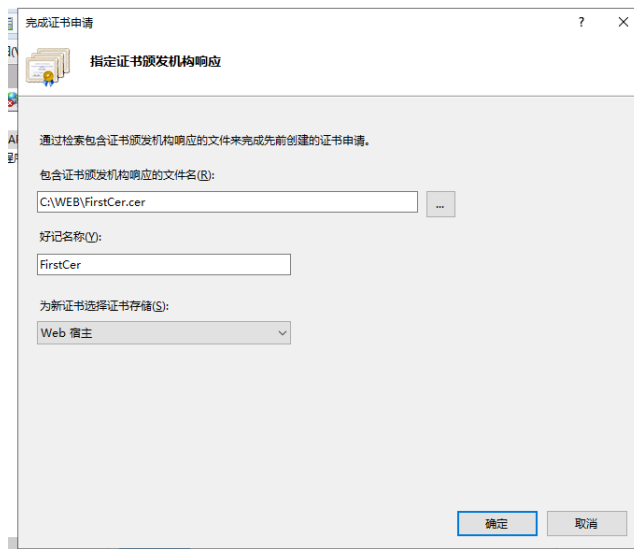 完成证书申请
?
×
指定证书颁发机构响应
通过检索包含证书颁发机构响应的文件来完成先前创建的证书申请。
包含证书颁发机构响应的文件名(R):
C:\WEB\FirstCer.cer
...
好记名称(Y):
FirstCer
为新证书选择证书存储(S):
Web 宿主
确定
取消